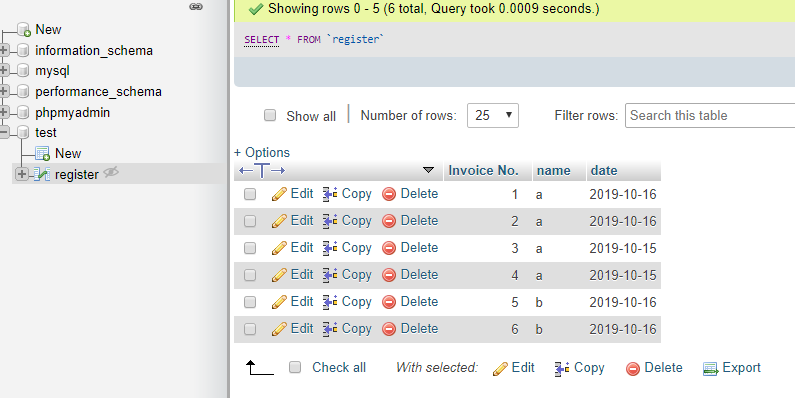 New
information_schema
mysql
performance_schema
phpmyadmin
test
New
register
Showing rows 0 - 5 (6 total, Query took 0.0009 seconds.)
SELECT * FROM `register`
Show all Number of rows: 25 Filter rows: Search this table
+ Options
Invoice No. name date
Edit Copy Delete 1 a 2019-10-16
Edit Copy Delete 2 a 2019-10-16
Edit Copy Delete 3 a 2019-10-15
Edit Copy Delete 4 a 2019-10-15
Edit Copy Delete 5 b 2019-10-16
Edit Copy Delete 6 b 2019-10-16
Check all With selected: Edit Copy Delete Export